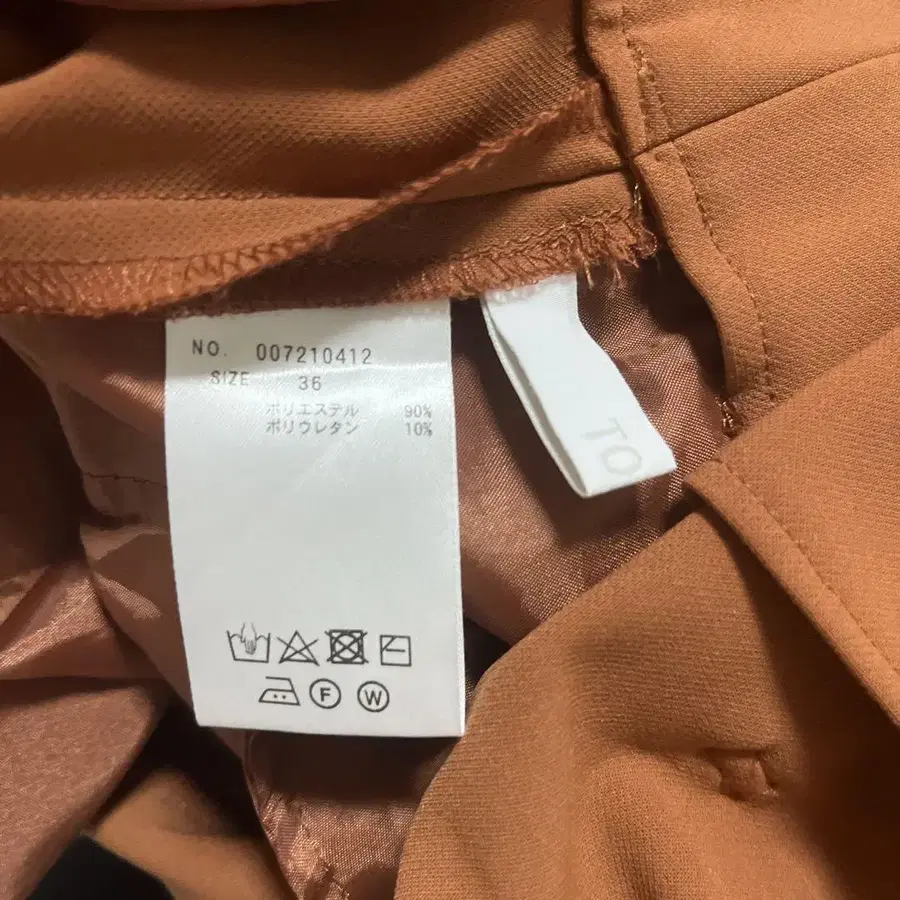 NO. 007210412
SIZE 36
ポリエステル 90%
ポリウレタン 10%
TO
F W